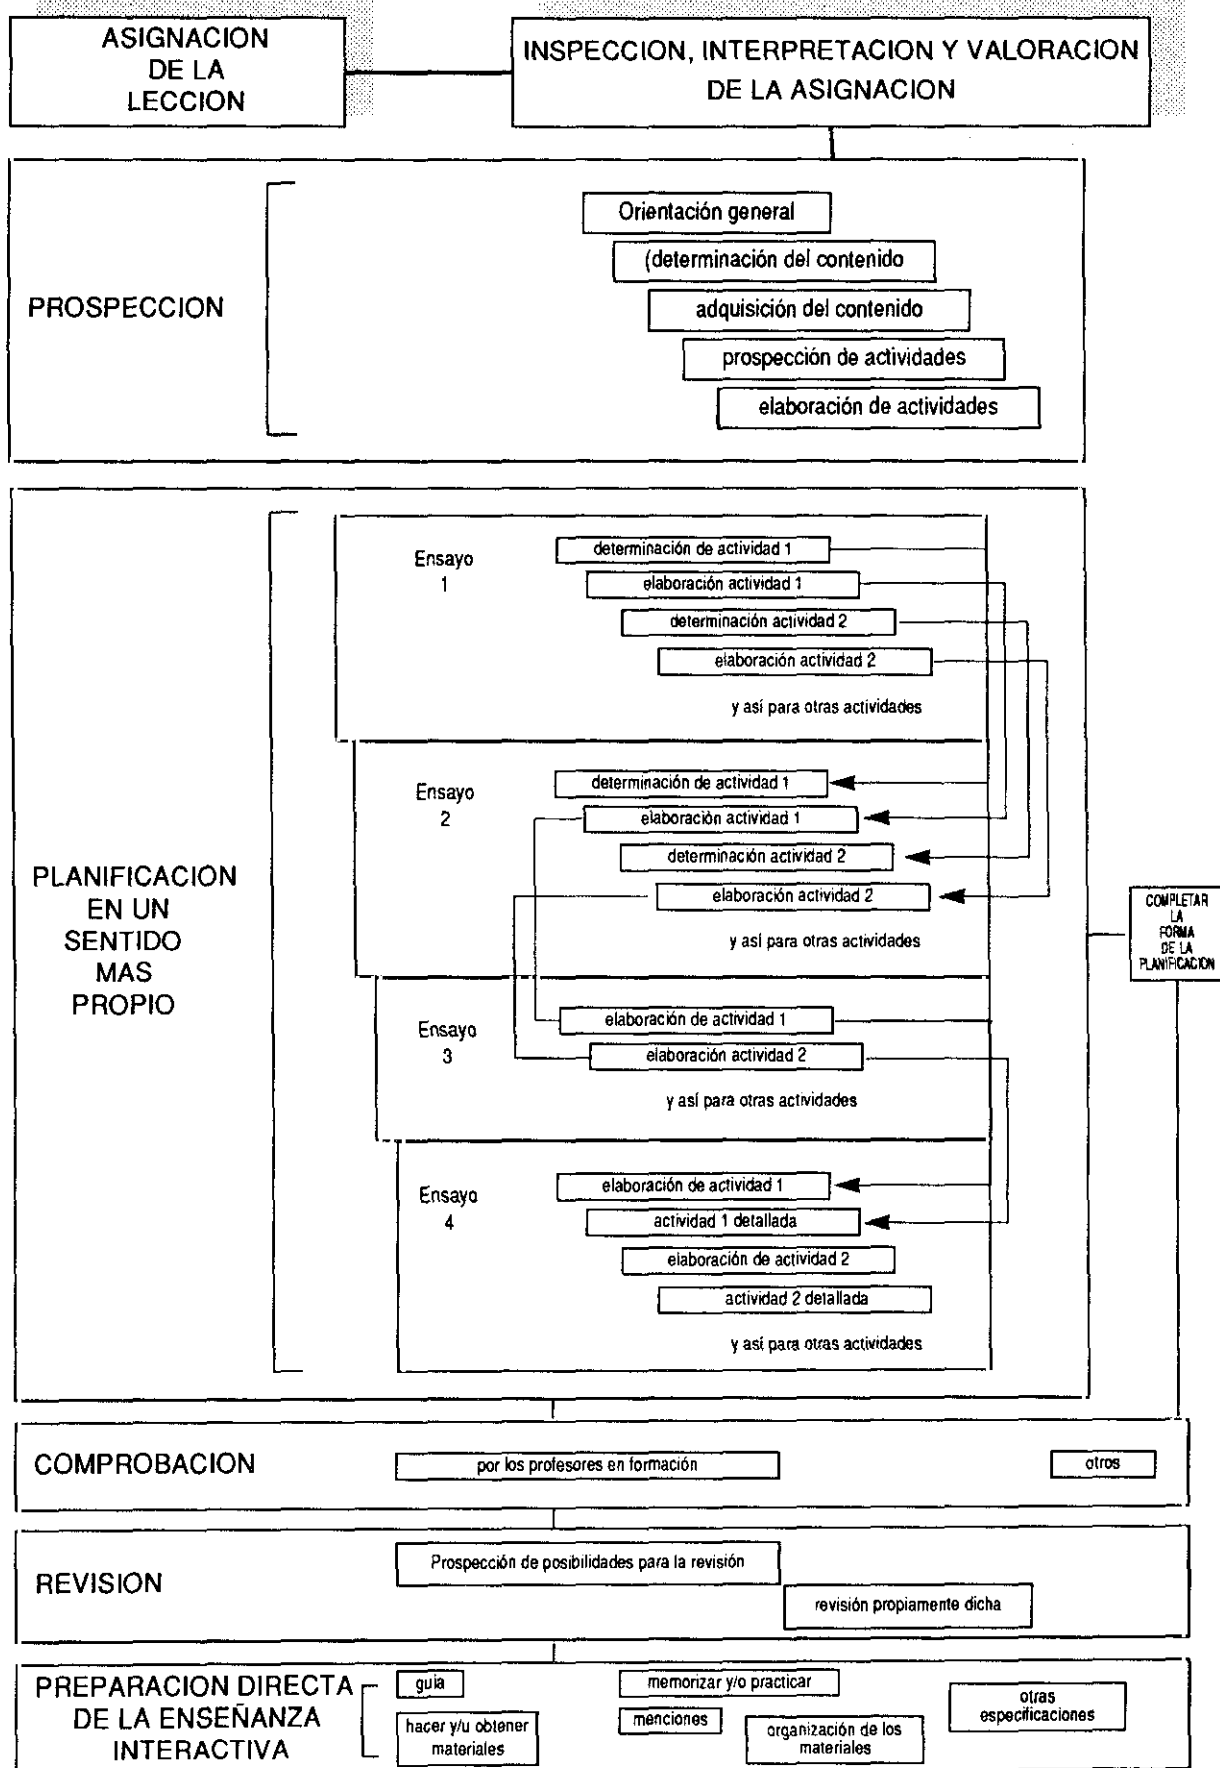 ASIGNACION
DE LA
LECCION
INSPECCION, INTERPRETACION Y VALORACION
DE LA ASIGNACION
PROSPECCION
Orientación general
(determinación del contenido
adquisición del contenido
prospección de actividades
elaboración de actividades
PLANIFICACION
EN UN
SENTIDO
MAS
PROPIO
Ensayo
1
determinación de actividad 1
elaboración actividad 1
determinación actividad 2
elaboración actividad 2
y así para otras actividades
Ensayo
2
determinación de actividad 1
elaboración actividad 1
determinación actividad 2
elaboración actividad 2
y así para otras actividades
Ensayo
3
elaboración de actividad 1
elaboración actividad 2
y así para otras actividades
Ensayo
4
elaboración de actividad 1
actividad 1 detallada
elaboración de actividad 2
actividad 2 detallada
y así para otras actividades
COMPLETAR
LA
FORMA
DE LA
PLANIFICACION
COMPROBACION
por los profesores en formación
otros
REVISION
Prospección de posibilidades para la revisión
revisión propiamente dicha
PREPARACION DIRECTA
DE LA ENSEÑANZA
INTERACTIVA
guia
hacer y/u obtener
materiales
memorizar y/o practicar
menciones
organización de los
materiales
otras
especificaciones